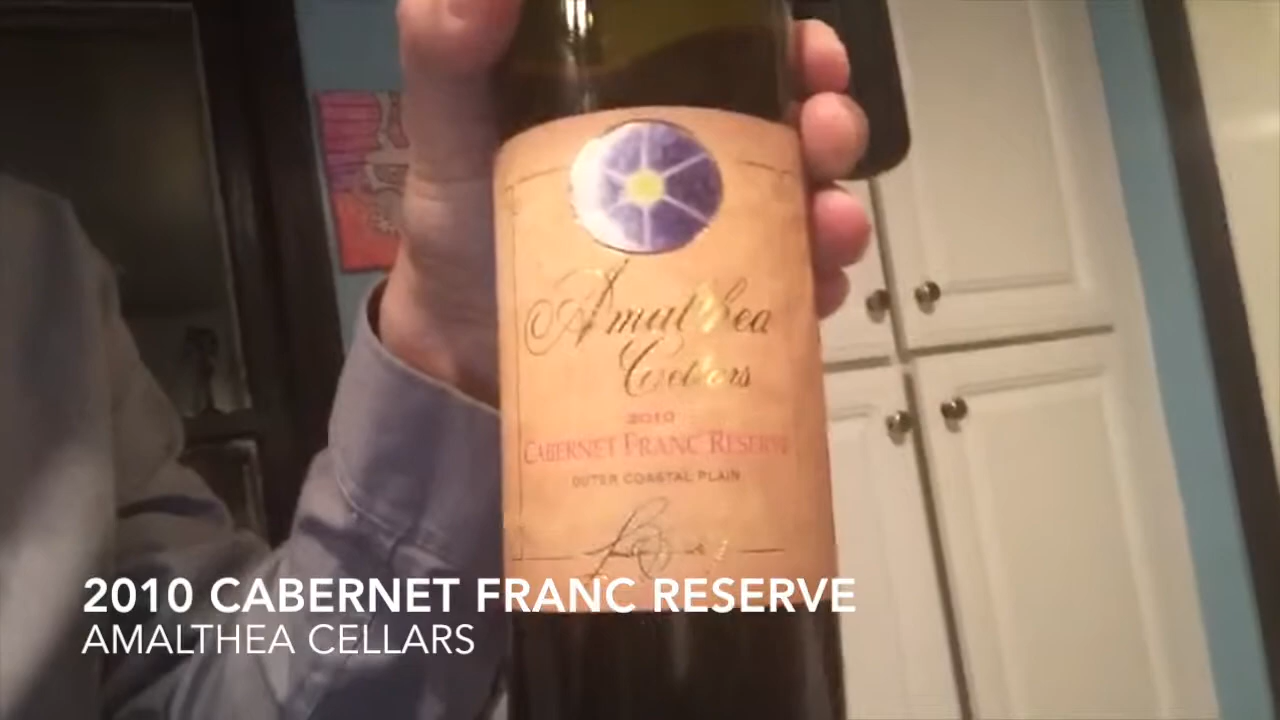 Amalthea
Cellars
2010
CABERNET FRANC RESERVE
OUTER COASTAL PLAIN
2010 CABERNET FRANC RESERVE
AMALTHEA CELLARS